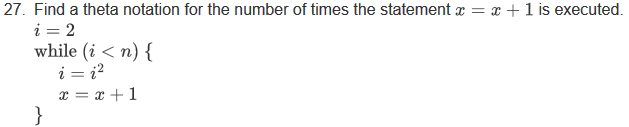 27. Find a theta notation for the number of times the statement x = x + 1 is executed.
i = 2
while (i < n) {
i = i²
x = x + 1
}